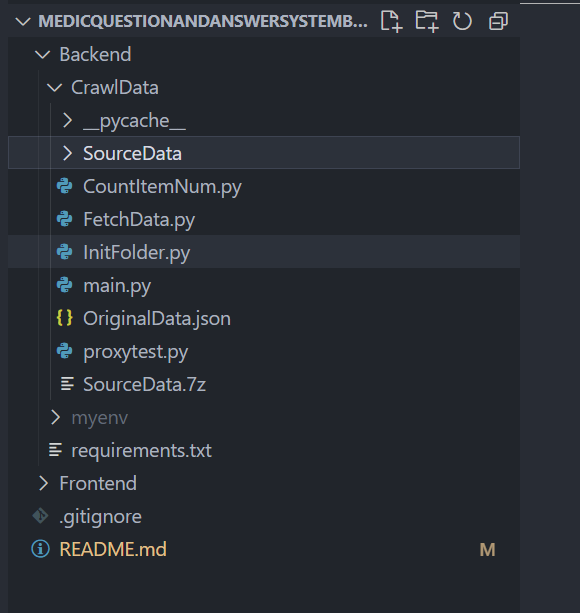 MEDICQUESTIONANDANSWERSYSTEMB...
Backend
CrawlData
__pycache__
SourceData
CountItemNum.py
FetchData.py
InitFolder.py
main.py
{} OriginalData.json
proxytest.py
SourceData.7z
myenv
requirements.txt
Frontend
.gitignore
README.md M